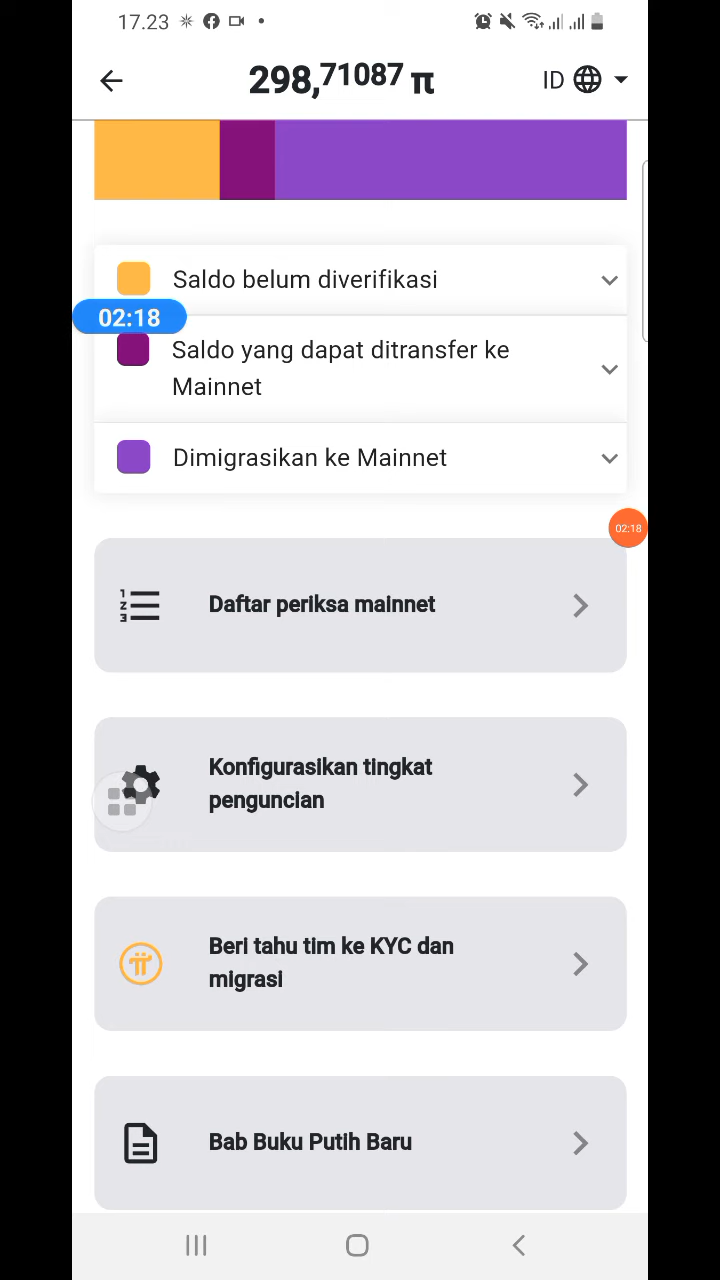 17.23
298,71087 π
ID
Saldo belum diverifikasi
02:18
Saldo yang dapat ditransfer ke
Mainnet
Dimigrasikan ke Mainnet
02:18
Daftar periksa mainnet
Konfigurasikan tingkat
penguncian
Beri tahu tim ke KYC dan
migrasi
Bab Buku Putih Baru